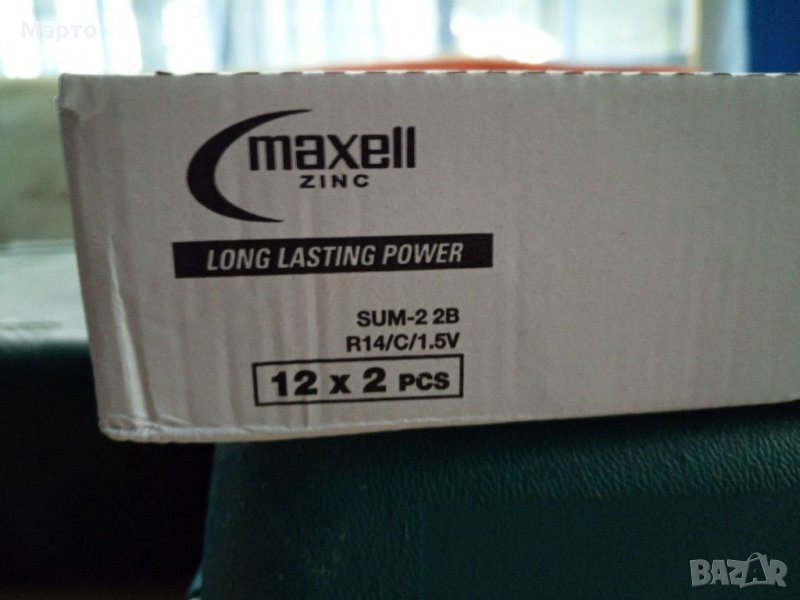 Марто
maxell
ZINC
LONG LASTING POWER
SUM-2 2B
R14/C/1.5V
12 x 2 PCS
BAZAR